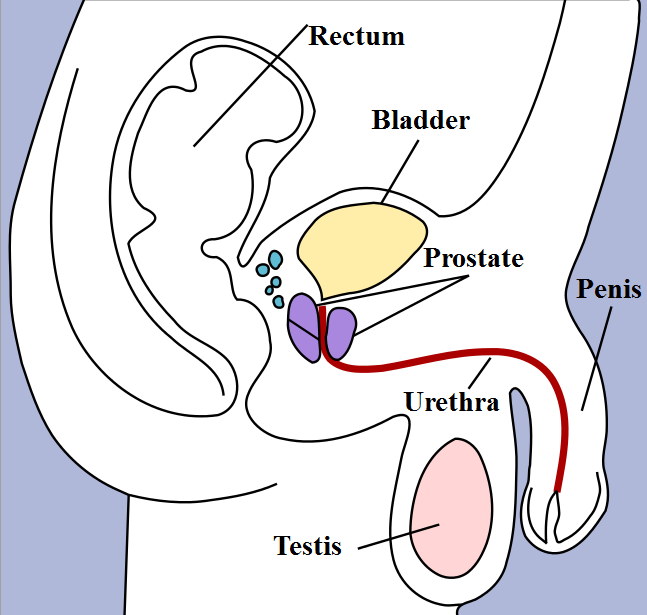 Rectum
Bladder
Prostate
Penis
Urethra
Testis